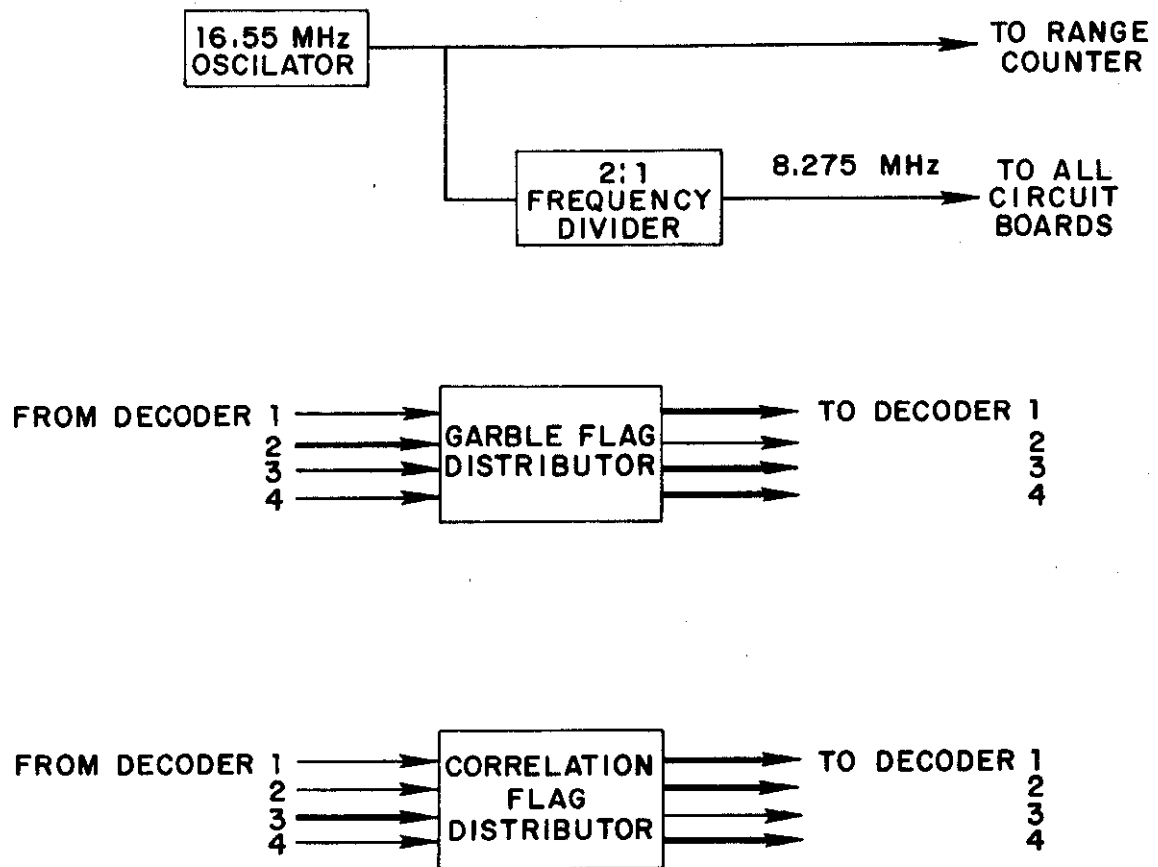 16.55 MHz
OSCILATOR
TO RANGE
COUNTER
2:1
FREQUENCY
DIVIDER
8.275 MHz
TO ALL
CIRCUIT
BOARDS
FROM DECODER 1
2
3
4
GARBLE FLAG
DISTRIBUTOR
TO DECODER 1
2
3
4
FROM DECODER 1
2
3
4
CORRELATION
FLAG
DISTRIBUTOR
TO DECODER 1
2
3
4